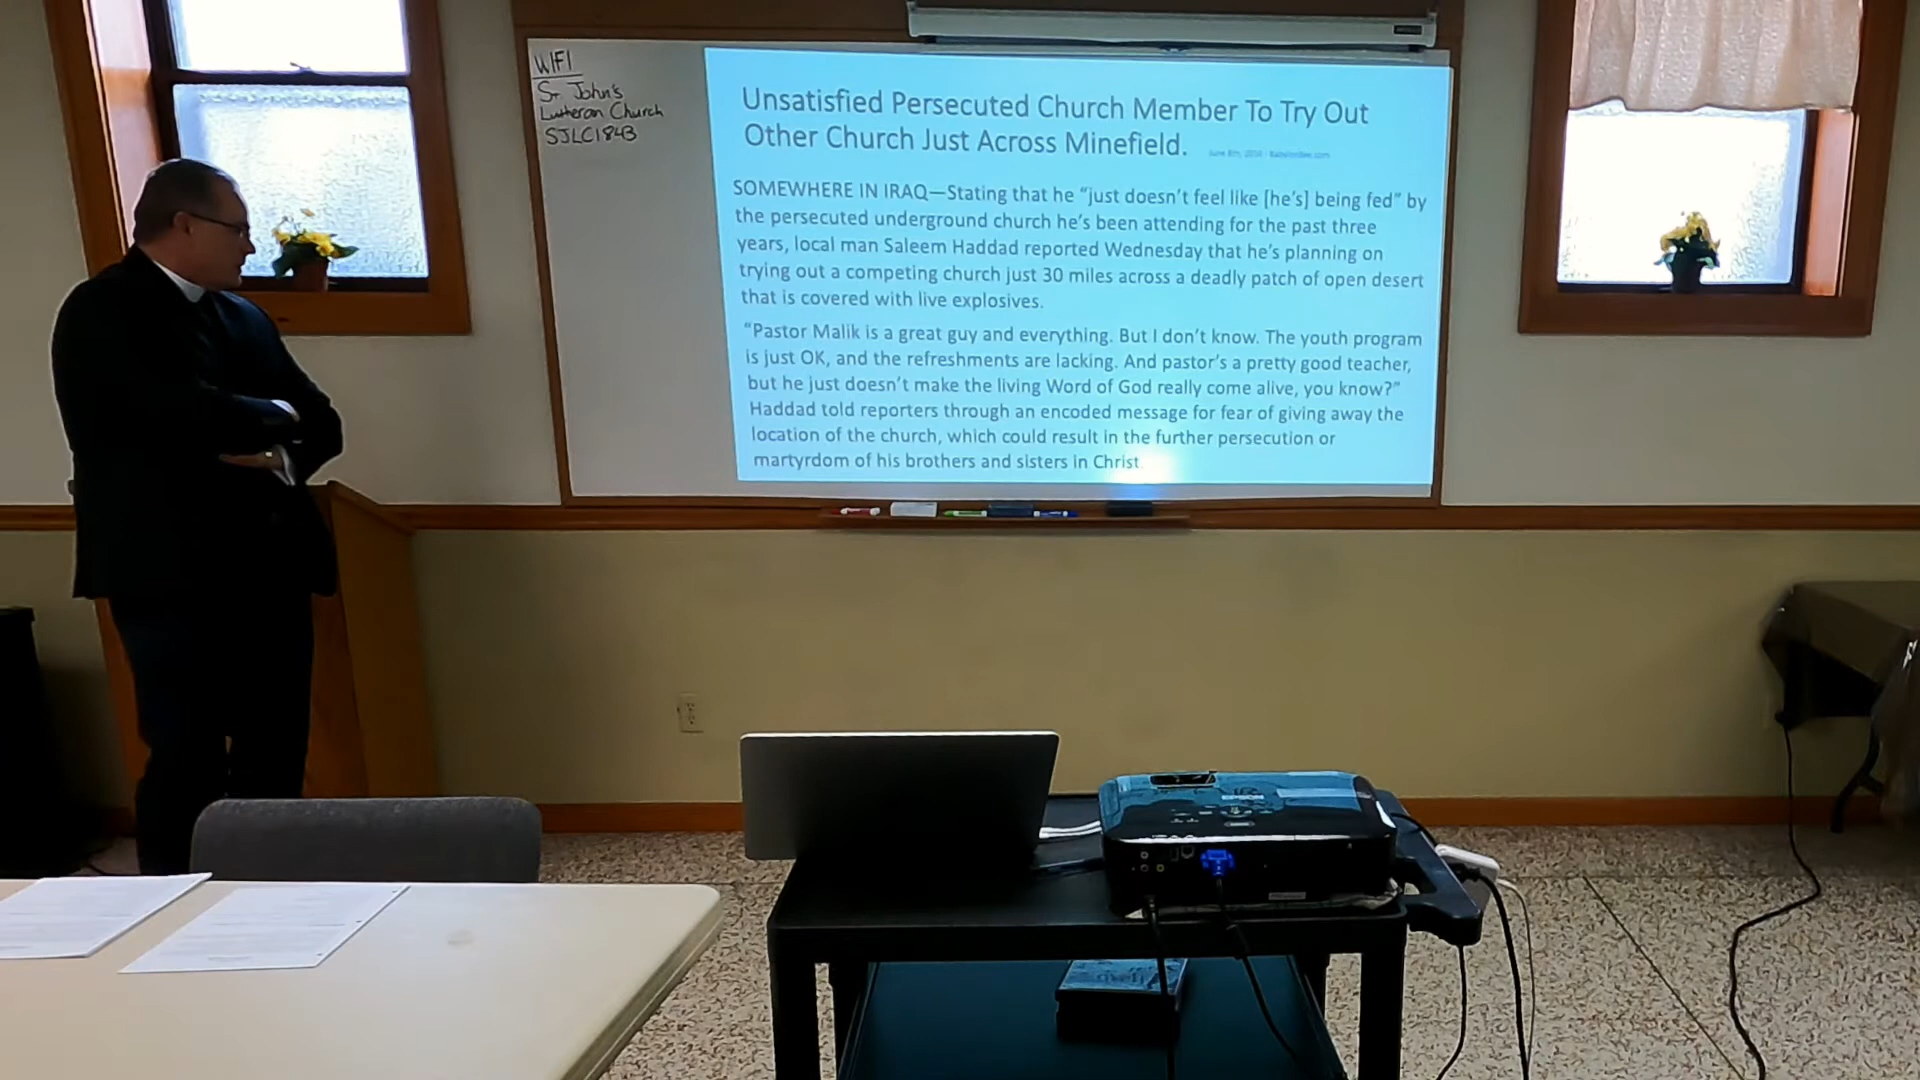 WIFI
St. John's
Lutheran Church
SJLC1843
Unsatisfied Persecuted Church Member To Try Out
Other Church Just Across Minefield.
SOMEWHERE IN IRAQ—Stating that he “just doesn’t feel like [he’s] being fed” by
the persecuted underground church he’s been attending for the past three
years, local man Saleem Haddad reported Wednesday that he’s planning on
trying out a competing church just 30 miles across a deadly patch of open desert
that is covered with live explosives.
“Pastor Malik is a great guy and everything. But I don’t know. The youth program
is just OK, and the refreshments are lacking. And pastor’s a pretty good teacher,
but he just doesn’t make the living Word of God really come alive, you know?”
Haddad told reporters through an encoded message for fear of giving away the
location of the church, which could result in the further persecution or
martyrdom of his brothers and sisters in Christ
EPSON